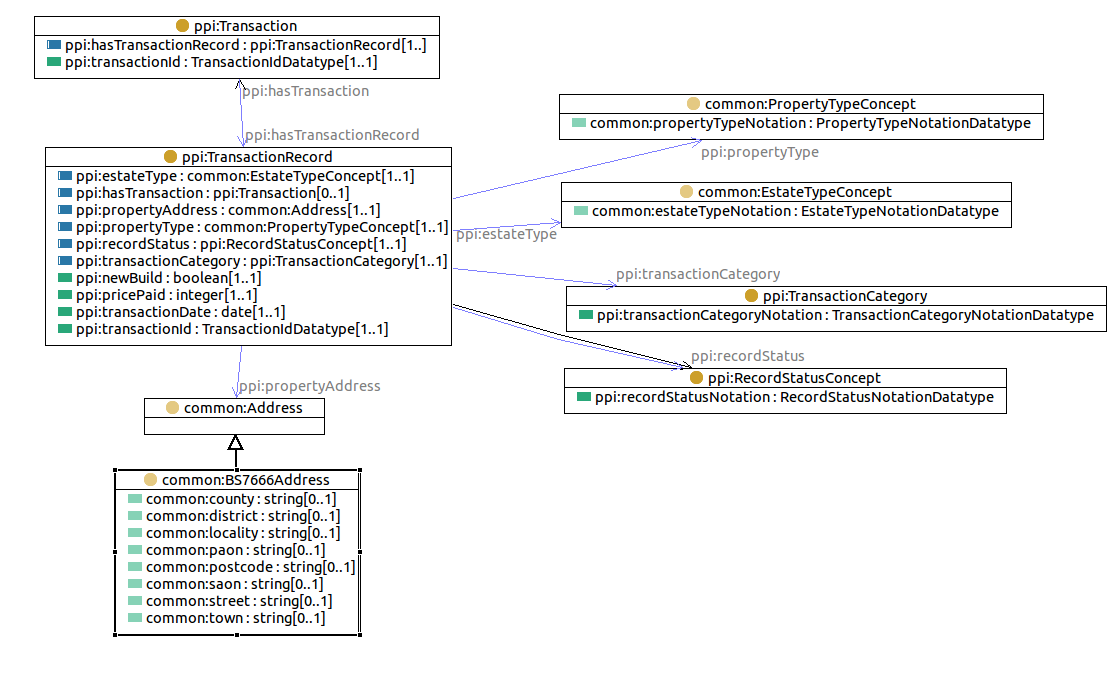 ppi:Transaction
ppi:hasTransactionRecord : ppi:TransactionRecord[1..]
ppi:transactionId : TransactionIdDatatype[1..1]
ppi:hasTransaction
ppi:hasTransactionRecord
ppi:TransactionRecord
ppi:estateType : common:EstateTypeConcept[1..1]
ppi:hasTransaction : ppi:Transaction[0..1]
ppi:propertyAddress : common:Address[1..1]
ppi:propertyType : common:PropertyTypeConcept[1..1]
ppi:recordStatus : ppi:RecordStatusConcept[1..1]
ppi:transactionCategory : ppi:TransactionCategory[1..1]
ppi:newBuild : boolean[1..1]
ppi:pricePaid : integer[1..1]
ppi:transactionDate : date[1..1]
ppi:transactionId : TransactionIdDatatype[1..1]
common:PropertyTypeConcept
common:propertyTypeNotation : PropertyTypeNotationDatatype
ppi:propertyType
common:EstateTypeConcept
common:estateTypeNotation : EstateTypeNotationDatatype
ppi:estateType
ppi:transactionCategory
ppi:TransactionCategory
ppi:transactionCategoryNotation : TransactionCategoryNotationDatatype
ppi:recordStatus
ppi:RecordStatusConcept
ppi:recordStatusNotation : RecordStatusNotationDatatype
ppi:propertyAddress
common:Address
common:BS7666Address
common:county : string[0..1]
common:district : string[0..1]
common:locality : string[0..1]
common:paon : string[0..1]
common:postcode : string[0..1]
common:saon : string[0..1]
common:street : string[0..1]
common:town : string[0..1]